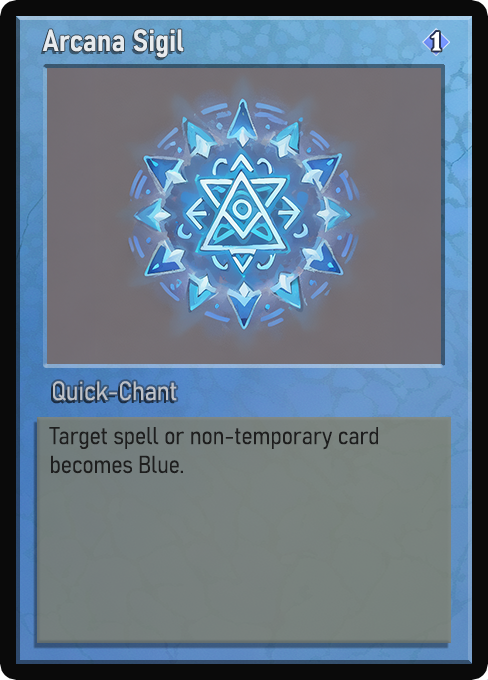 Arcana Sigil 1
Quick-Chant
Target spell or non-temporary card
becomes Blue.